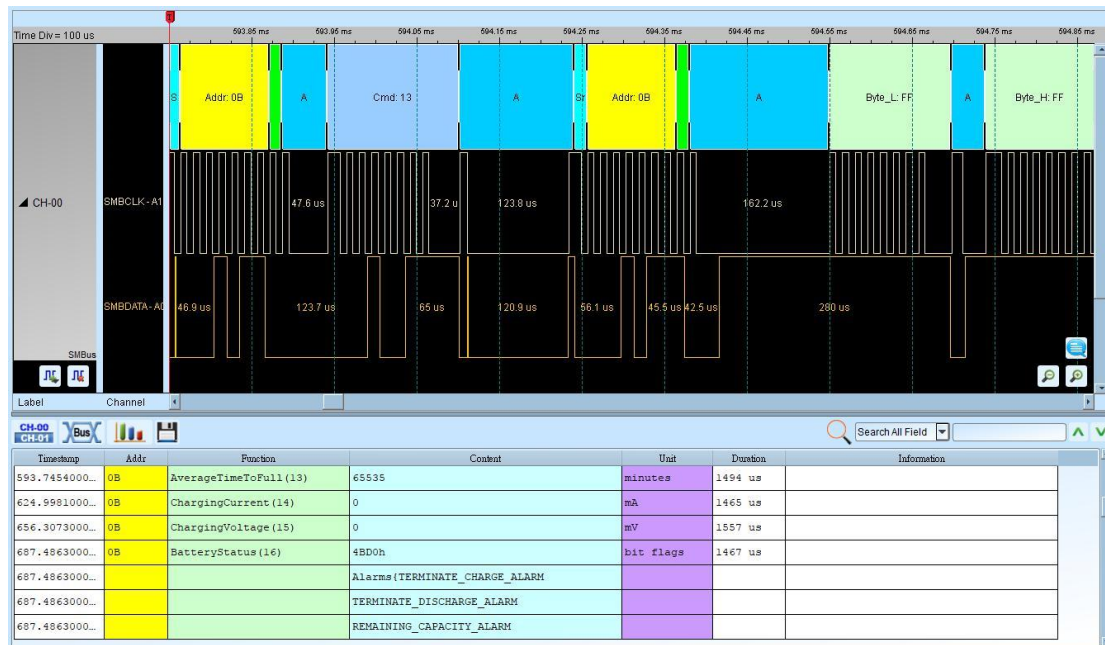 Time Div = 100 us
593.85 ms 593.95 ms 594.05 ms 594.15 ms 594.25 ms 594.35 ms 594.45 ms 594.55 ms 594.65 ms 594.75 ms 594.85 ms
S Addr: 0B A Cmd: 13 A Sr Addr: 0B A Byte_L: FF A Byte_H: FF
CH-00 SMBCLK - A1 47.6 us 37.2 u 123.8 us 162.2 us
SMBDATA - A0 46.9 us 123.7 us 65 us 120.9 us 56.1 us 45.5 us 42.5 us 280 us
SMBus
Label Channel
CH-00
CH-01 Bus Search All Field
Timestamp Addr Function Content Unit Duration Information
593.7454000... 0B AverageTimeToFull(13) 65535 minutes 1494 us
624.9981000... 0B ChargingCurrent(14) 0 mA 1465 us
656.3073000... 0B ChargingVoltage(15) 0 mV 1557 us
687.4863000... 0B BatteryStatus(16) 4BD0h bit flags 1467 us
687.4863000... Alarms{TERMINATE_CHARGE_ALARM
687.4863000... TERMINATE_DISCHARGE_ALARM
687.4863000... REMAINING_CAPACITY_ALARM